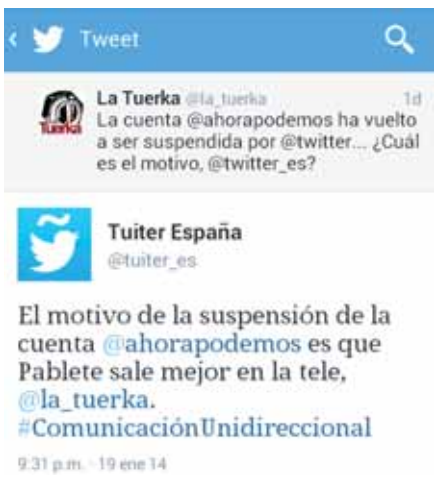 Tweet
La Tuerka @la_tuerka 1d
La cuenta @ahorapodemos ha vuelto
a ser suspendida por @twitter... ¿Cuál
es el motivo, @twitter_es?
Tuerka
Tuiter España
@tuiter_es
El motivo de la suspensión de la
cuenta @ahorapodemos es que
Pablete sale mejor en la tele,
@la_tuerka.
#ComunicaciónUnidireccional
9:31 p.m. · 19 ene 14